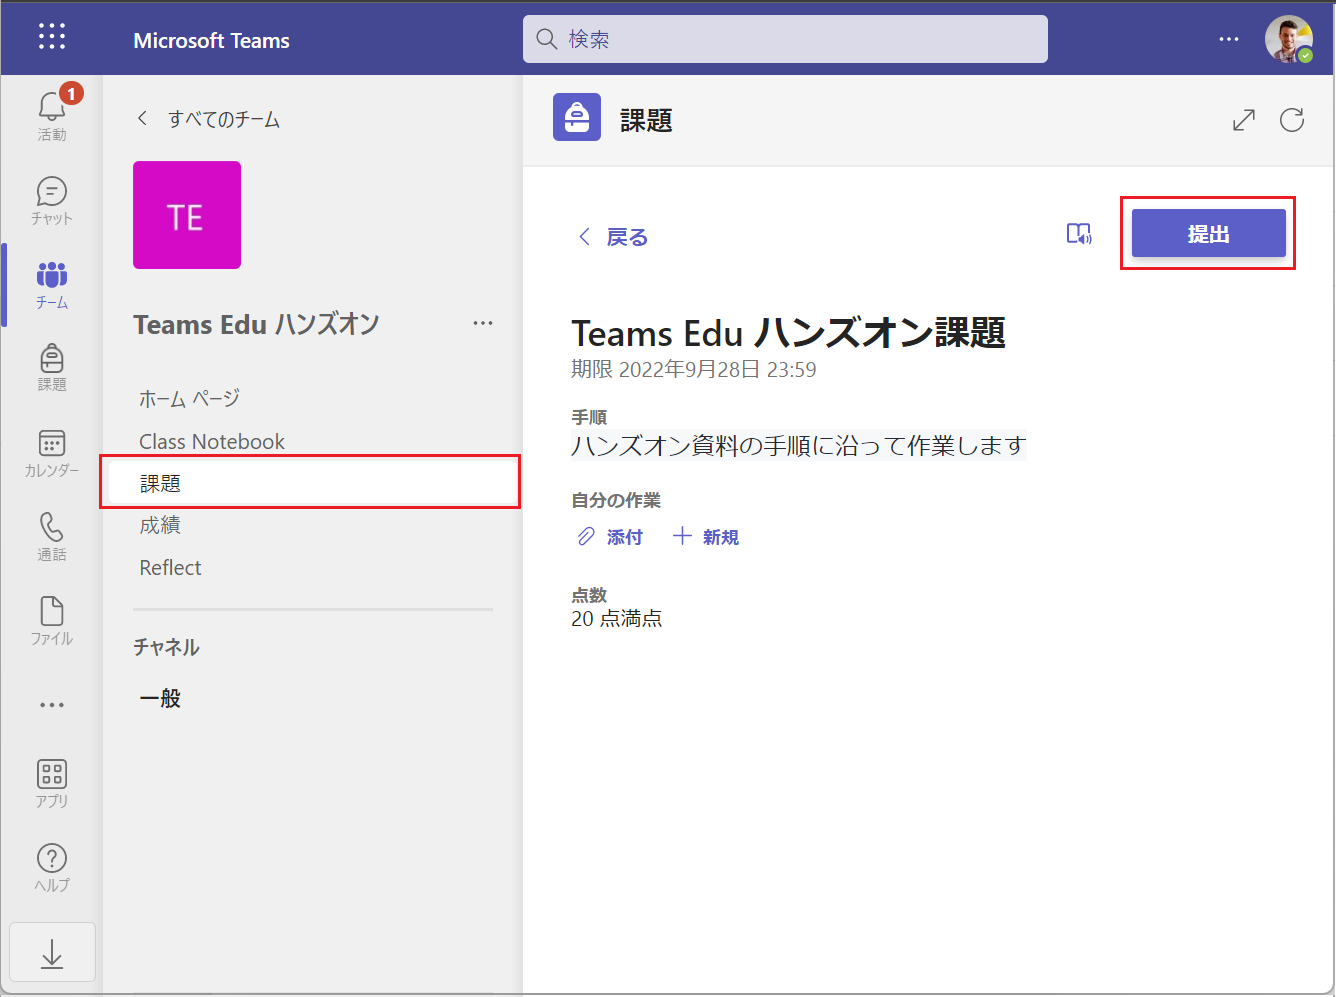 Microsoft Teams
検索
1
活動
チャット
チーム
課題
カレンダー
通話
ファイル
アプリ
ヘルプ
すべてのチーム
TE
Teams Edu ハンズオン
ホーム ページ
Class Notebook
課題
成績
Reflect
チャネル
一般
課題
戻る
提出
Teams Edu ハンズオン課題
期限 2022年9月28日 23:59
手順
ハンズオン資料の手順に沿って作業します
自分の作業
添付
新規
点数
20 点満点